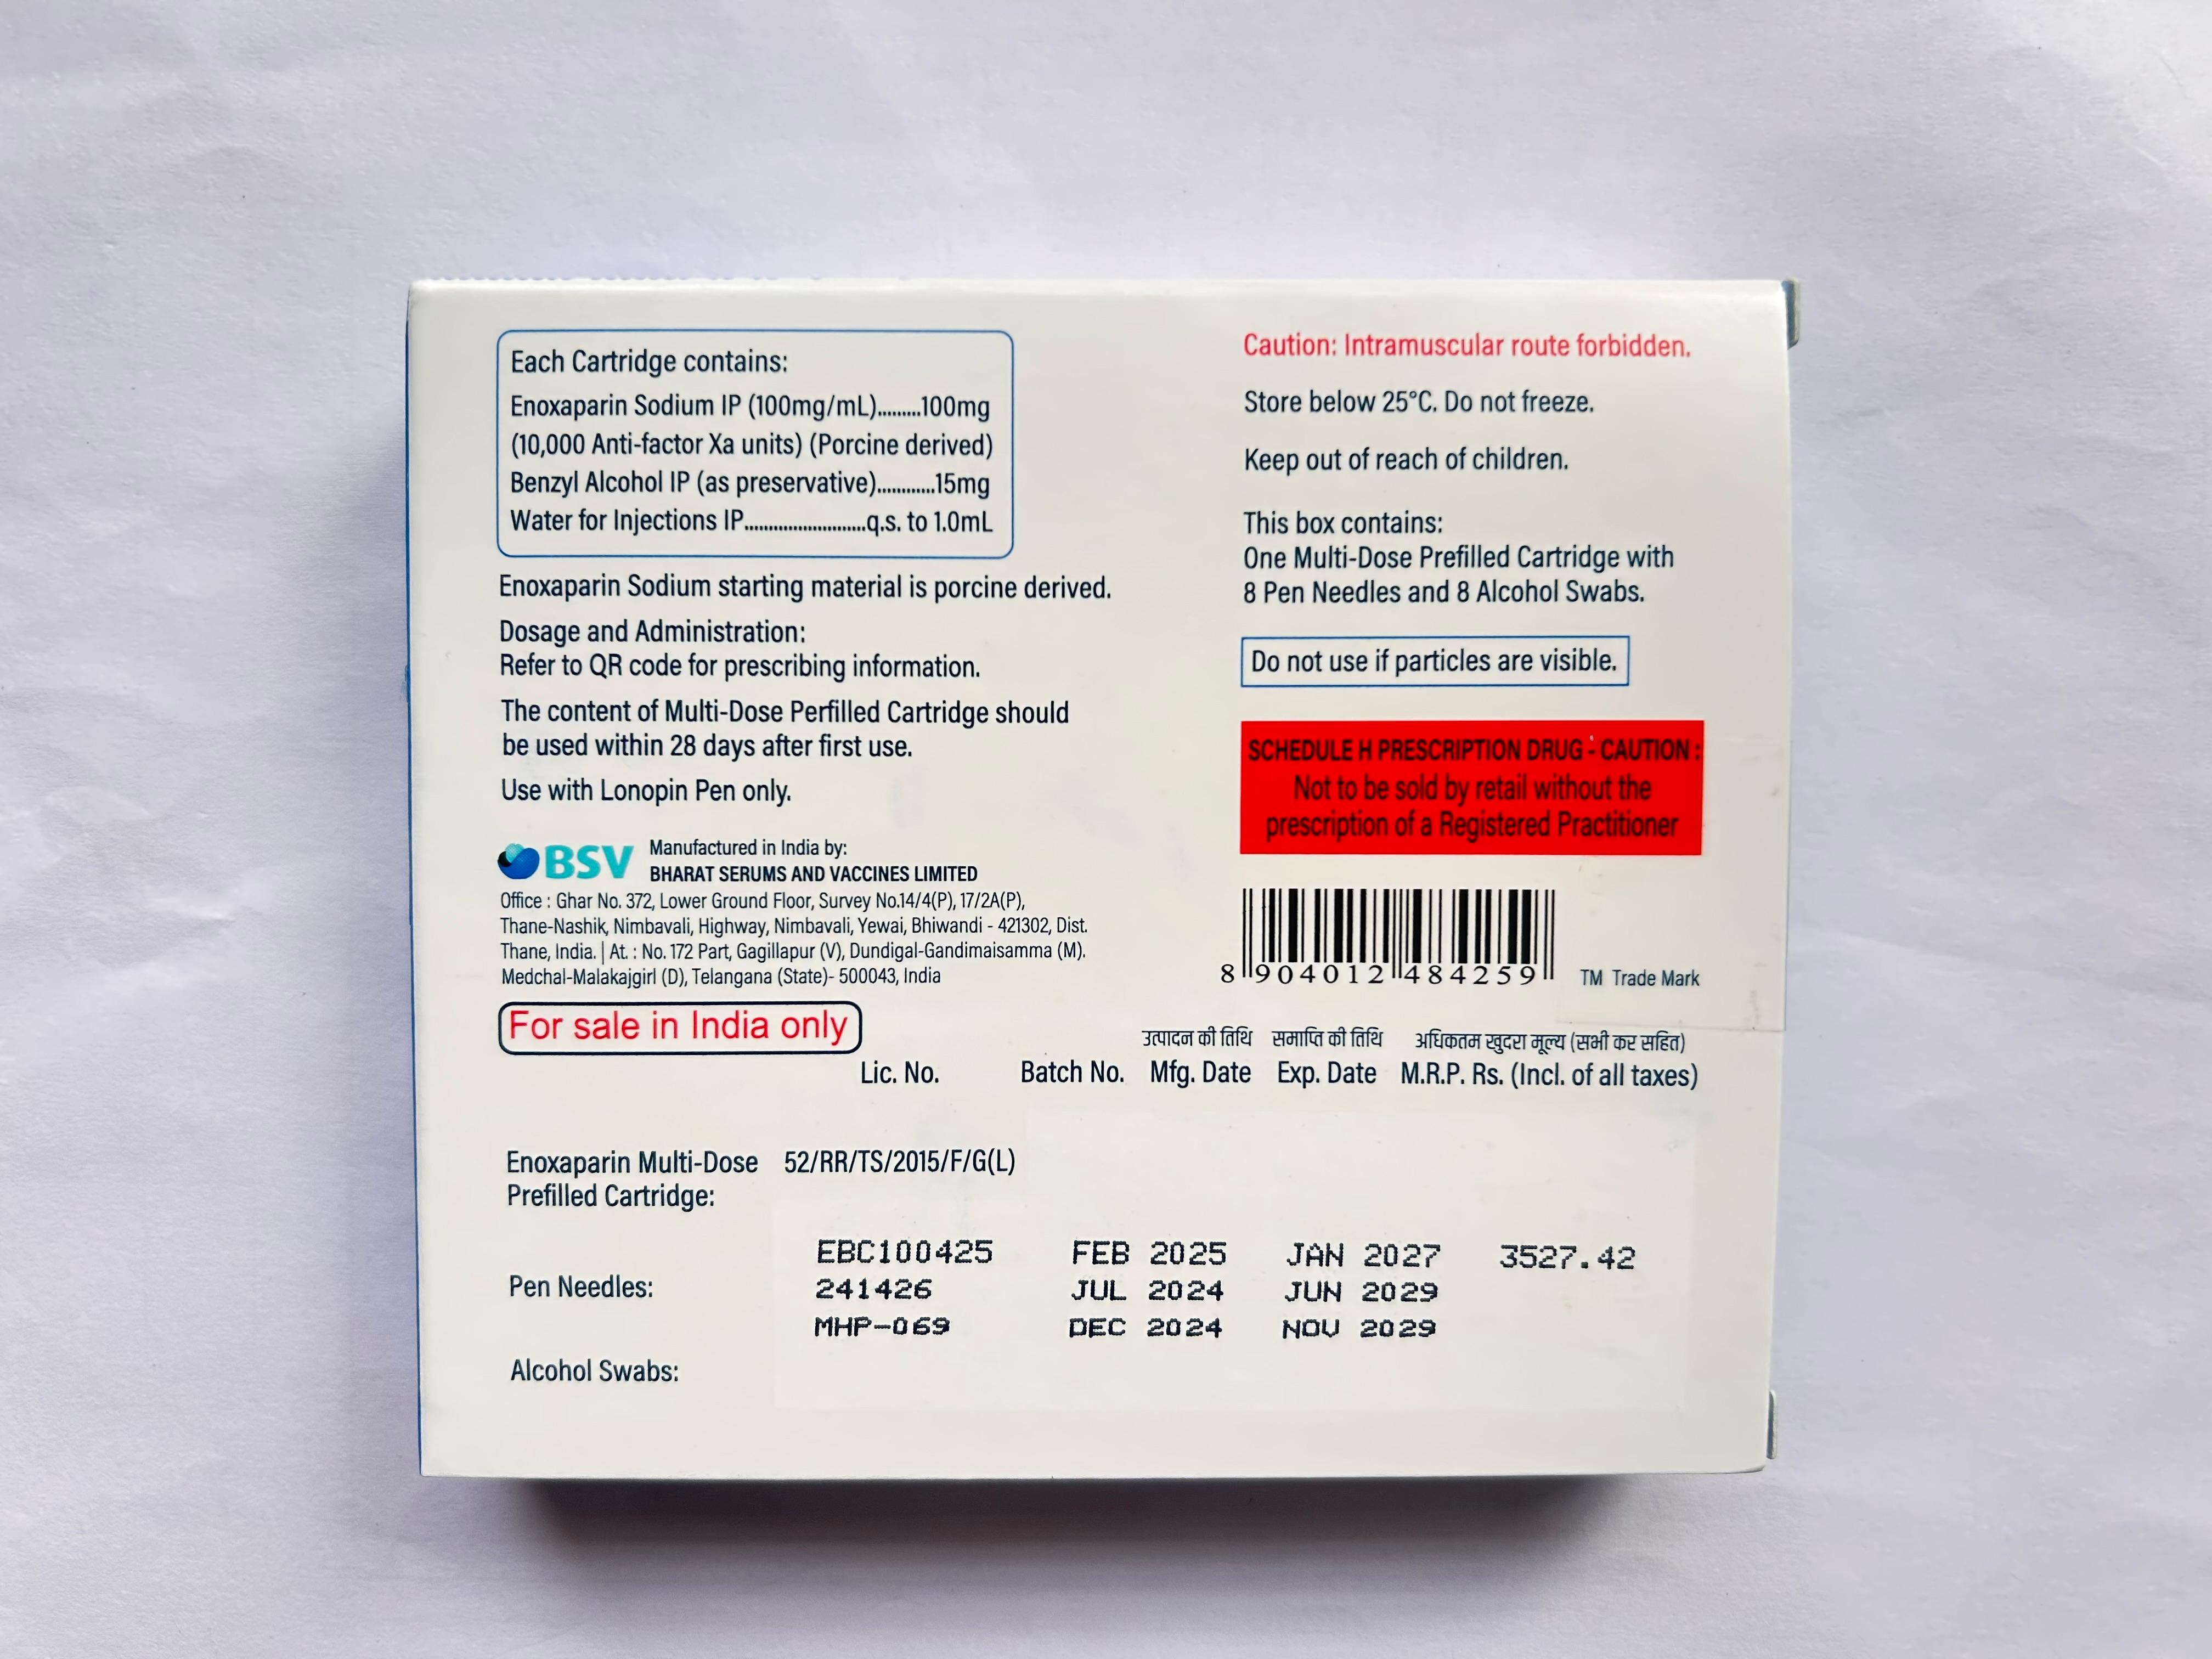 Each Cartridge contains:
Enoxaparin Sodium IP (100mg/mL).........100mg
(10,000 Anti-factor Xa units) (Porcine derived)
Benzyl Alcohol IP (as preservative)............15mg
Water for Injections IP.........................q.s. to 1.0mL
Enoxaparin Sodium starting material is porcine derived.
Dosage and Administration:
Refer to QR code for prescribing information.
The content of Multi-Dose Perfilled Cartridge should
be used within 28 days after first use.
Use with Lonopin Pen only.
BSV
Manufactured in India by:
BHARAT SERUMS AND VACCINES LIMITED
Office : Ghar No. 372, Lower Ground Floor, Survey No.14/4(P), 17/2A(P),
Thane-Nashik, Nimbavali, Highway, Nimbavali, Yewai, Bhiwandi - 421302, Dist.
Thane, India. | At. : No. 172 Part, Gagillapur (V), Dundigal-Gandimaisamma (M).
Medchal-Malakajgirl (D), Telangana (State)- 500043, India
For sale in India only
Caution: Intramuscular route forbidden.
Store below 25°C. Do not freeze.
Keep out of reach of children.
This box contains:
One Multi-Dose Prefilled Cartridge with
8 Pen Needles and 8 Alcohol Swabs.
Do not use if particles are visible.
SCHEDULE H PRESCRIPTION DRUG - CAUTION :
Not to be sold by retail without the
prescription of a Registered Practitioner
8 904012 484259
TM Trade Mark
उत्पादन की तिथि समाप्ति की तिथि अधिकतम खुदरा मूल्य (सभी कर सहित)
Lic. No. Batch No. Mfg. Date Exp. Date M.R.P. Rs. (Incl. of all taxes)
Enoxaparin Multi-Dose 52/RR/TS/2015/F/G(L)
Prefilled Cartridge:
EBC100425 FEB 2025 JAN 2027 3527.42
Pen Needles: 241426 JUL 2024 JUN 2029
MHP-069 DEC 2024 NOV 2029
Alcohol Swabs: